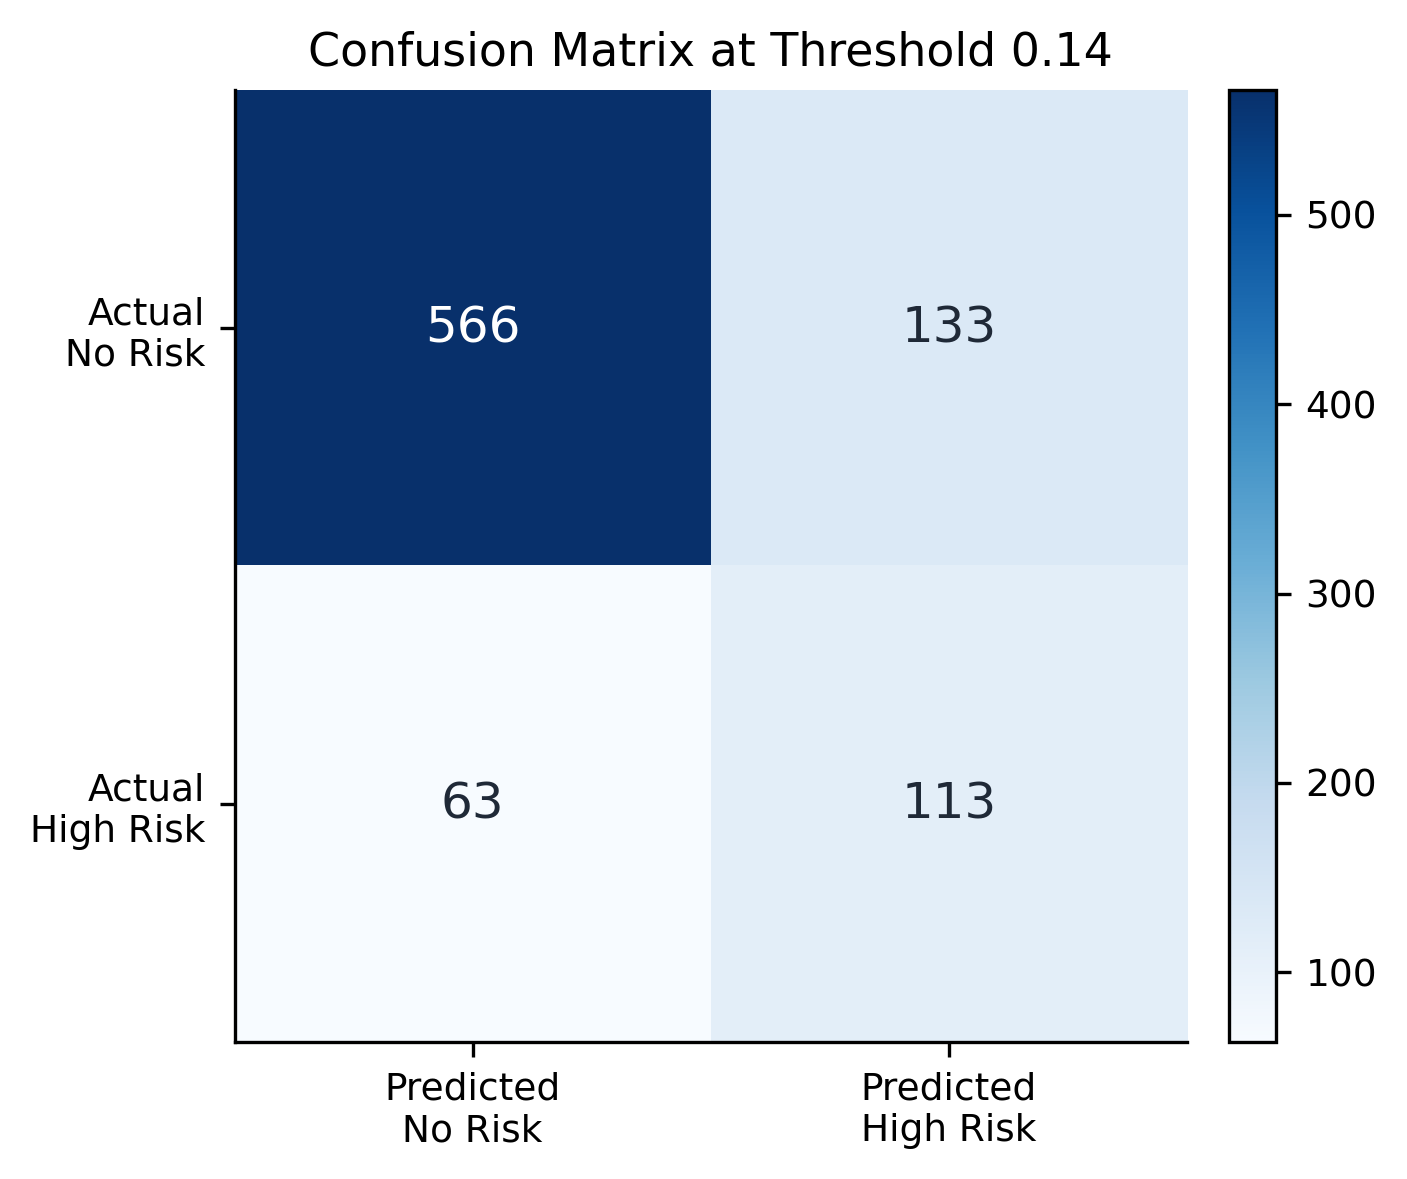 Confusion Matrix at Threshold 0.14
Actual
No Risk
566
133
Actual
High Risk
63
113
Predicted
No Risk
Predicted
High Risk
500
400
300
200
100